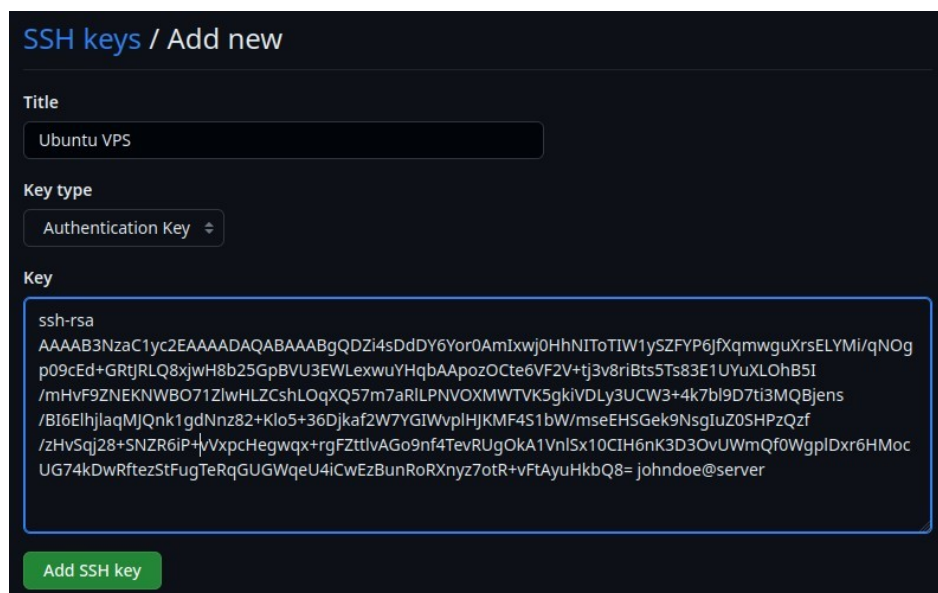 SSH keys / Add new
Title
Ubuntu VPS
Key type
Authentication Key
Key
ssh-rsa
AAAAB3NzaC1yc2EAAAADAQABAAABgQDZi4sDdDY6Yor0AmIxwj0HhNIToTIW1ySZFYP6JfXqmwguXrsELYMi/qNOg
p09cEd+GRtJRLQ8xjwH8b25GpBVU3EWLexwuYHqbAApozOCte6VF2V+tj3v8riBts5Ts83E1UYuXLOhB5I
/mHvF9ZNEKNWBO71ZlwHLZCshLOqXQ57m7aRlLPNVOXMWTVK5gkiVDLy3UCW3+4k7bl9D7ti3MQBjens
/BI6ElhjlaqMJQnk1gdNnz82+Klo5+36Djkaf2W7YGIWvplHJKMF4S1bW/mseEHSGek9NsgIuZ0SHPzQzf
/zHvSqj28+SNZR6iP+vVxpcHegwqx+rgFZttlvAGo9nf4TevRUgOkA1VnlSx10CIH6nK3D3OvUWmQf0WgplDxr6HMoc
UG74kDwRftezStFugTeRqGUGWqeU4iCwEzBunRoRXnyz7otR+vFtAyuHkbQ8= johndoe@server
Add SSH key